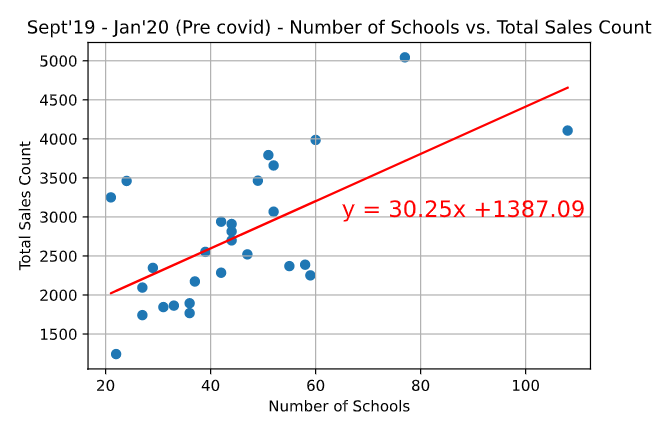 Sept'19 - Jan'20 (Pre covid) - Number of Schools vs. Total Sales Count
5000
4500
4000
3500
3000
2500
2000
1500
Total Sales Count
y = 30.25x +1387.09
20 40 60 80 100
Number of Schools